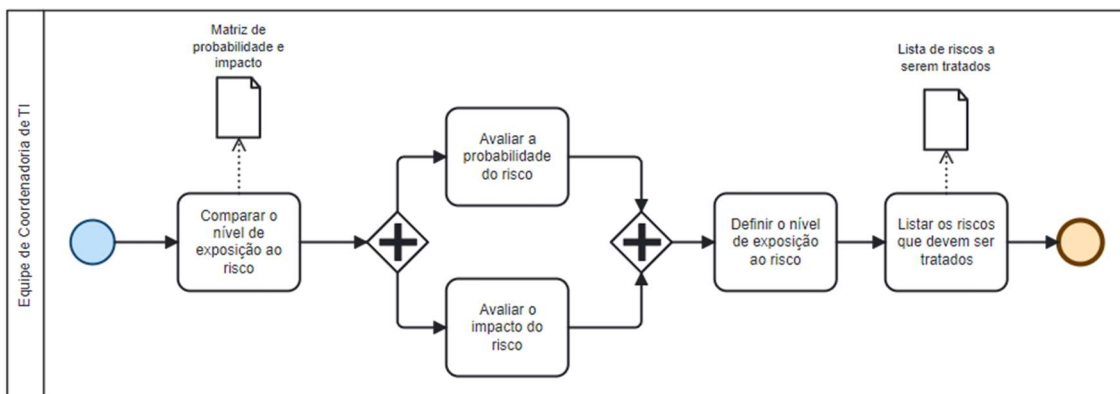 Equipe de Coordenadoria de TI
Matriz de
probabilidade e
impacto
Comparar o
nível de
exposição ao
risco
Avaliar a
probabilidade
do risco
Avaliar o
impacto do
risco
Definir o nível
de exposição
ao risco
Lista de riscos a
serem tratados
Listar os riscos
que devem ser
tratados